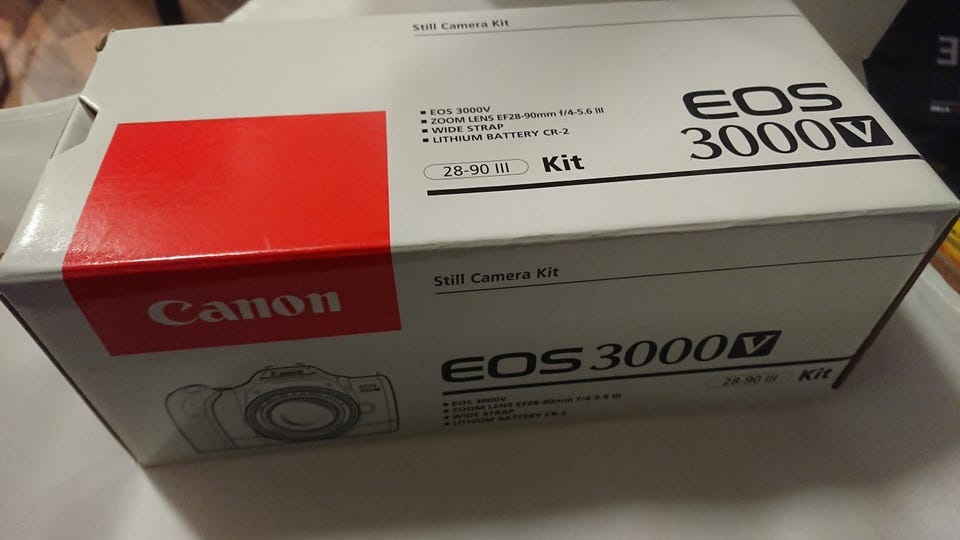 Still Camera Kit
EOS 3000V
ZOOM LENS EF28-90mm f/4-5.6 III
WIDE STRAP
LITHIUM BATTERY CR-2
28-90 III Kit
EOS
3000V
Canon
Still Camera Kit
EOS 3000V
28-90 III Kit
EOS 3000V
ZOOM LENS EF28-90mm f/4-5.6 III
WIDE STRAP
LITHIUM BATTERY CR-2
Canon
EOS